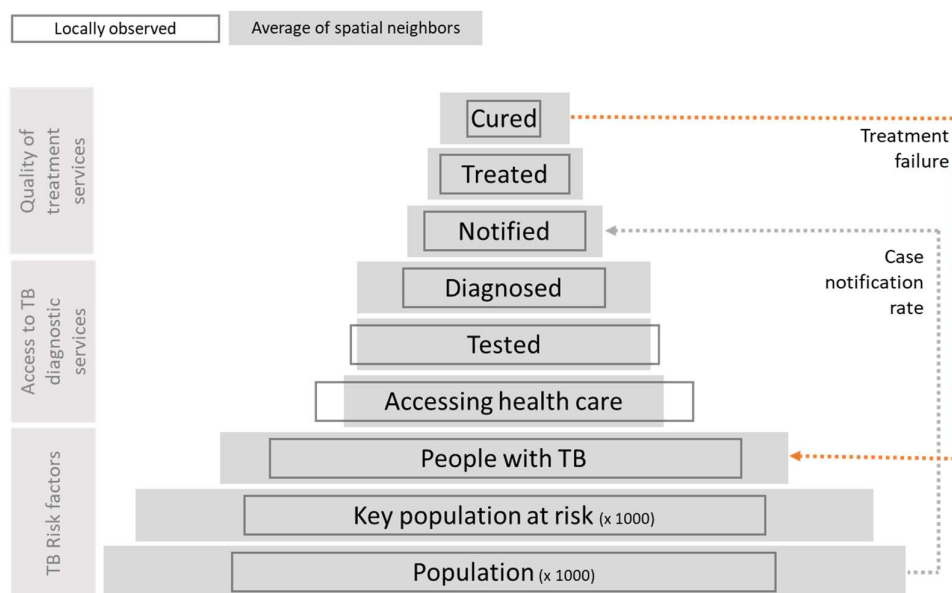 Locally observed
Average of spatial neighbors
Quality of
treatment
services
Cured
Treatment
failure
Treated
Notified
Case
notification
rate
Access to TB
diagnostic
services
Diagnosed
Tested
Accessing health care
TB Risk factors
People with TB
Key population at risk (x 1000)
Population (x 1000)